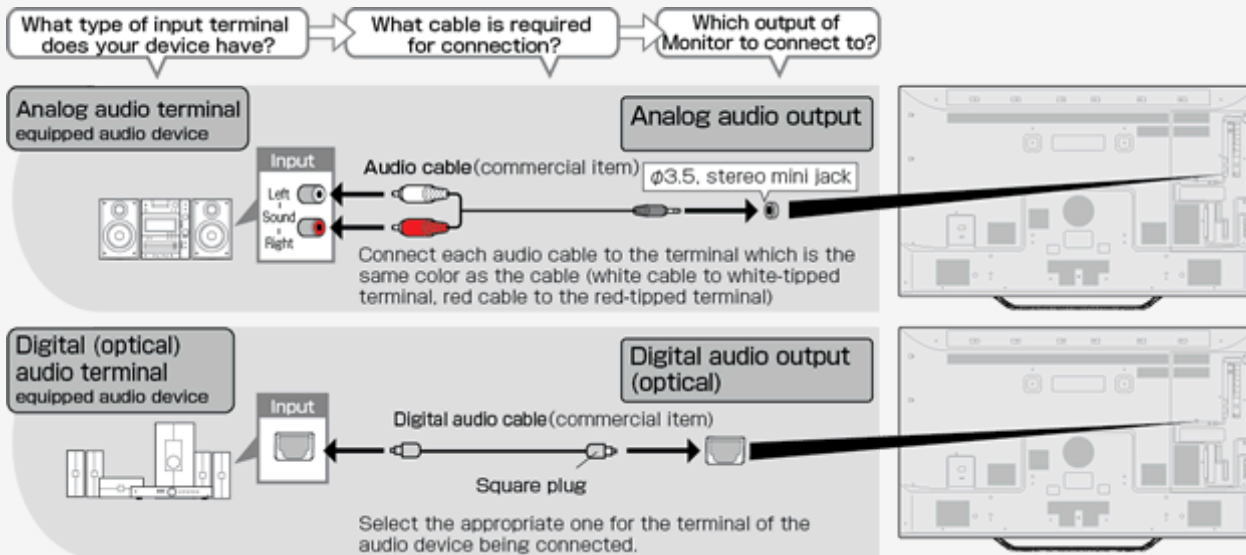 What type of input terminal
does your device have?
What cable is required
for connection?
Which output of
Monitor to connect to?
Analog audio terminal
equipped audio device
Input
Left
Sound
Right
Audio cable(commercial item)
Analog audio output
φ3.5, stereo mini jack
Connect each audio cable to the terminal which is the
same color as the cable (white cable to white-tipped
terminal, red cable to the red-tipped terminal)
Digital (optical)
audio terminal
equipped audio device
Input
Digital audio cable(commercial item)
Square plug
Digital audio output
(optical)
Select the appropriate one for the terminal of the
audio device being connected.